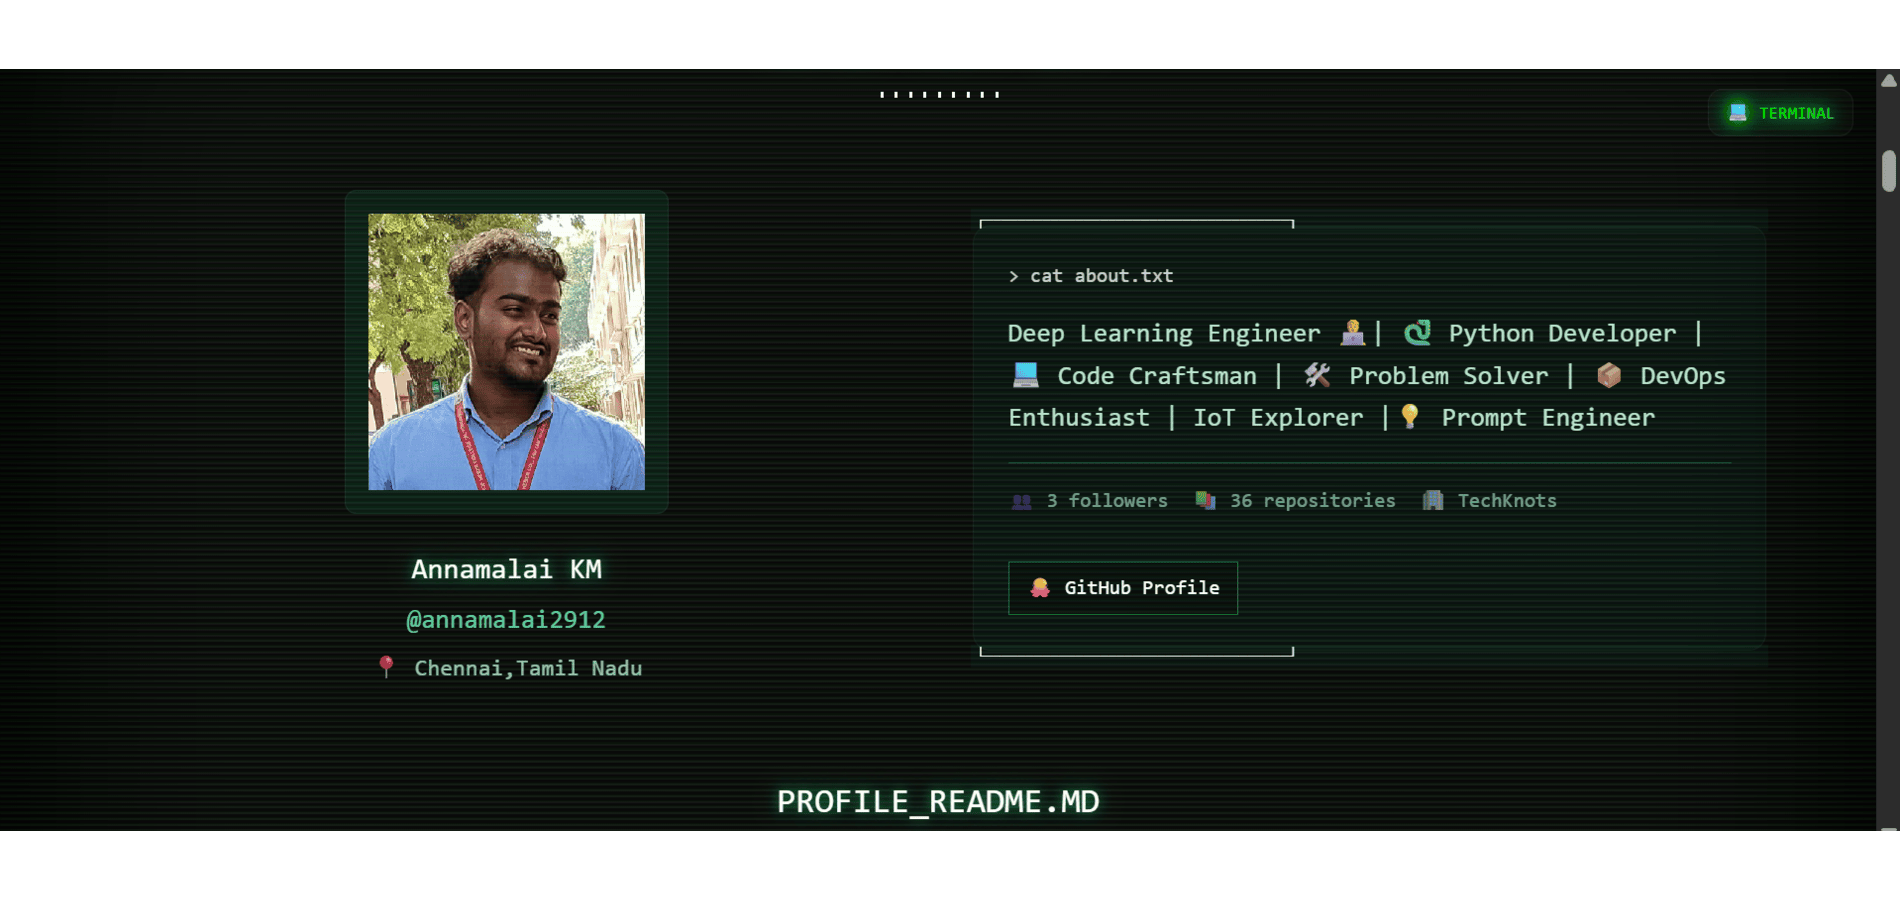 TERMINAL
> cat about.txt
Deep Learning Engineer 👨‍💻| 🐍 Python Developer |
💻 Code Craftsman | 🛠️ Problem Solver | 📦 DevOps
Enthusiast | IoT Explorer |💡 Prompt Engineer
👥 3 followers 📚 36 repositories 🏢 TechKnots
GitHub Profile
Annamalai KM
@annamalai2912
📍 Chennai,Tamil Nadu
PROFILE_README.MD